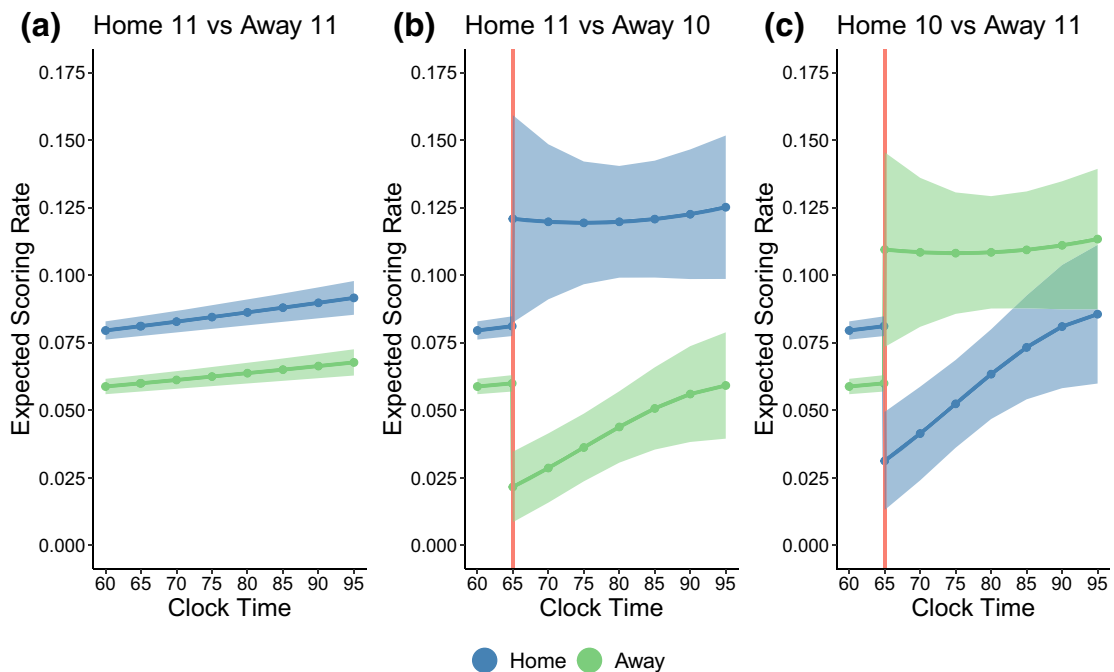 (a) Home 11 vs Away 11
Expected Scoring Rate
0.175
0.150
0.125
0.100
0.075
0.050
0.025
0.000
60 65 70 75 80 85 90 95
Clock Time
(b) Home 11 vs Away 10
Expected Scoring Rate
0.175
0.150
0.125
0.100
0.075
0.050
0.025
0.000
60 65 70 75 80 85 90 95
Clock Time
(c) Home 10 vs Away 11
Expected Scoring Rate
0.175
0.150
0.125
0.100
0.075
0.050
0.025
0.000
60 65 70 75 80 85 90 95
Clock Time
Home Away